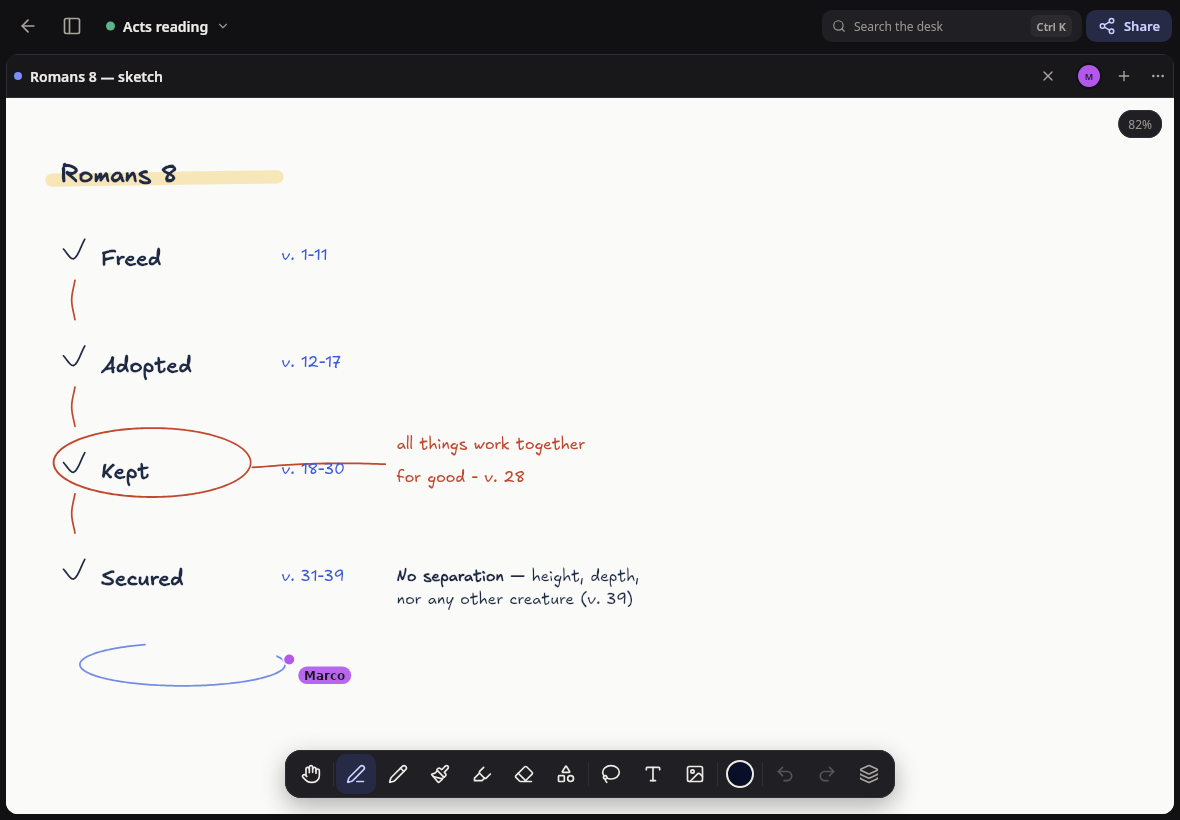 Acts reading
Search the desk
Ctrl K
Share
Romans 8 — sketch
M
82%
Romans 8
Freed
v. 1-11
Adopted
v. 12-17
Kept
v. 18-30
all things work together
for good - v. 28
Secured
v. 31-39
No separation — height, depth,
nor any other creature (v. 39)
Marco